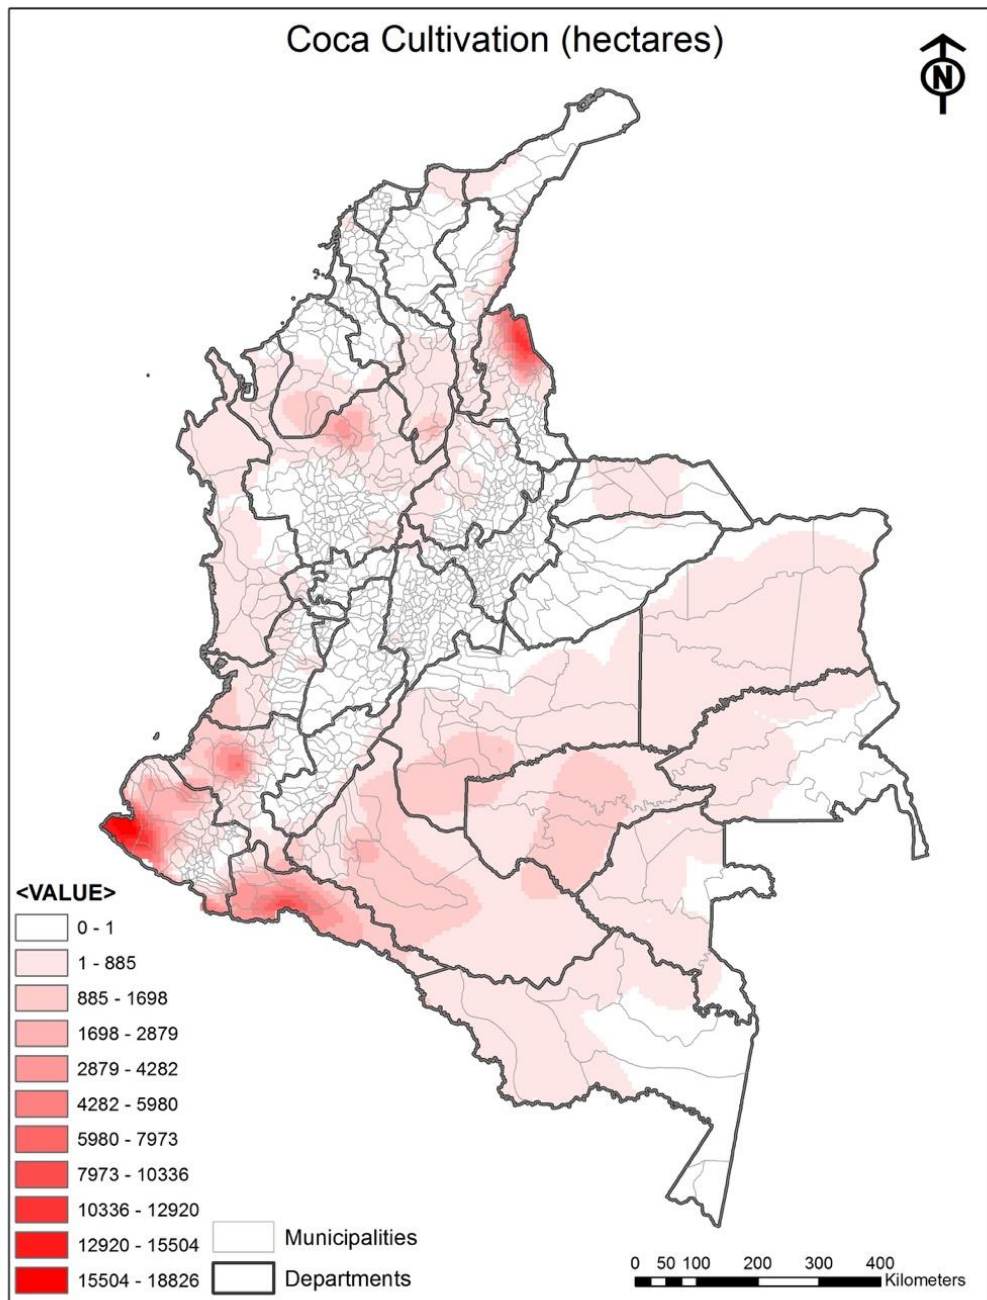 Coca Cultivation (hectares)
N
<VALUE>
0 - 1
1 - 885
885 - 1698
1698 - 2879
2879 - 4282
4282 - 5980
5980 - 7973
7973 - 10336
10336 - 12920
12920 - 15504
15504 - 18826
Municipalities
Departments
0 50 100 200 300 400
Kilometers